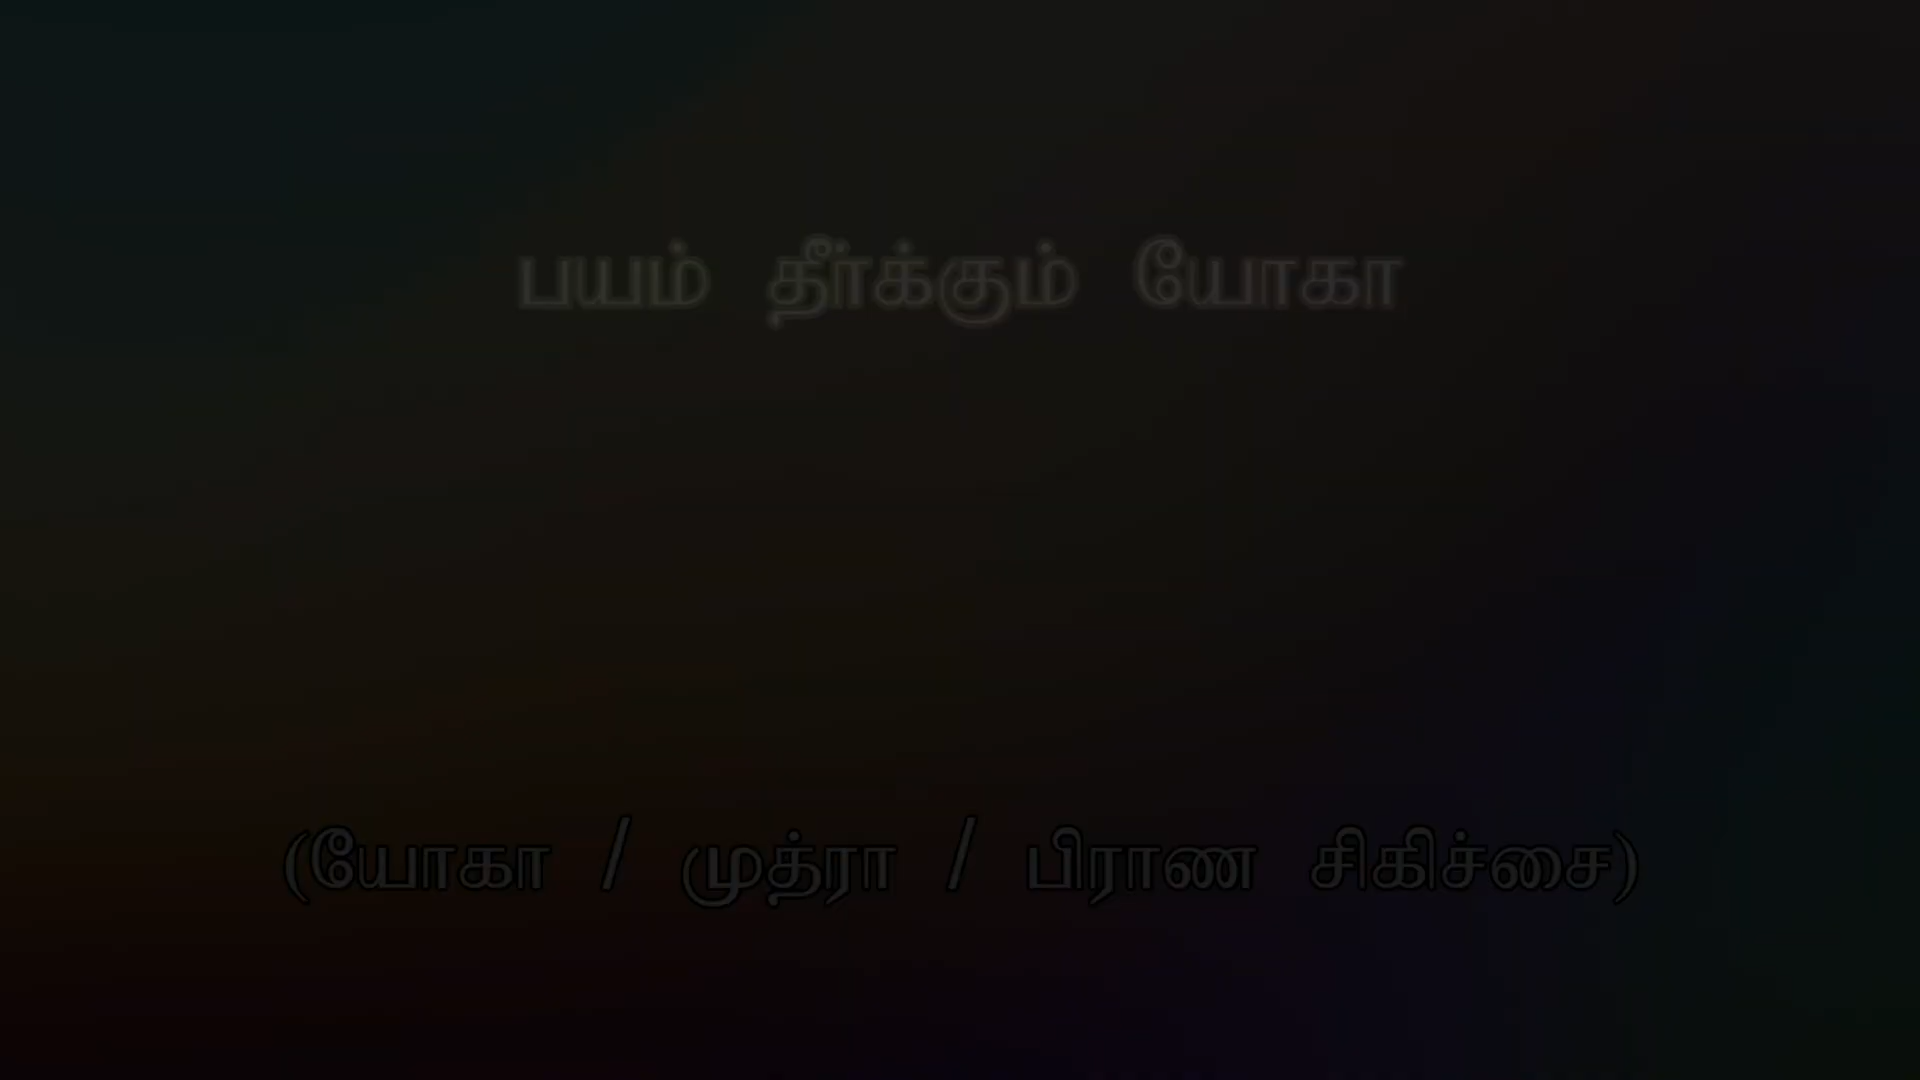 பயம் தீர்க்கும் யோகா
(யோகா / முத்ரா / பிராண சிகிச்சை)